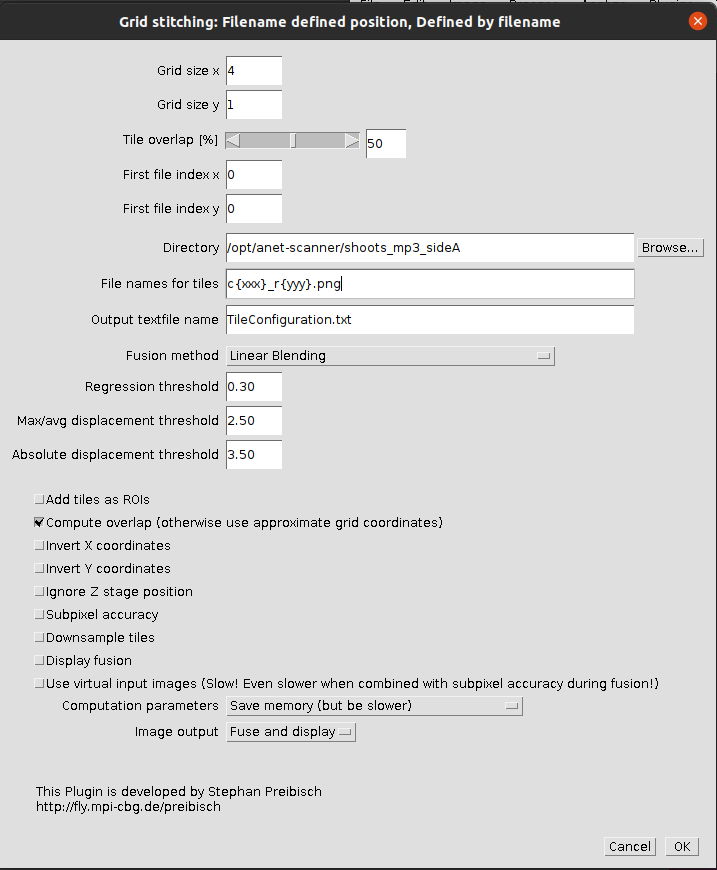 Grid stitching: Filename defined position, Defined by filename
Grid size x 4
Grid size y 1
Tile overlap [%] 50
First file index x 0
First file index y 0
Directory /opt/anet-scanner/shoots_mp3_sideA Browse...
File names for tiles c{xxx}_r{yyy}.png
Output textfile name TileConfiguration.txt
Fusion method Linear Blending
Regression threshold 0.30
Max/avg displacement threshold 2.50
Absolute displacement threshold 3.50
Add tiles as ROIs
Compute overlap (otherwise use approximate grid coordinates)
Invert X coordinates
Invert Y coordinates
Ignore Z stage position
Subpixel accuracy
Downsample tiles
Display fusion
Use virtual input images (Slow! Even slower when combined with subpixel accuracy during fusion!)
Computation parameters Save memory (but be slower)
Image output Fuse and display
This Plugin is developed by Stephan Preibisch
http://fly.mpi-cbg.de/preibisch
Cancel OK